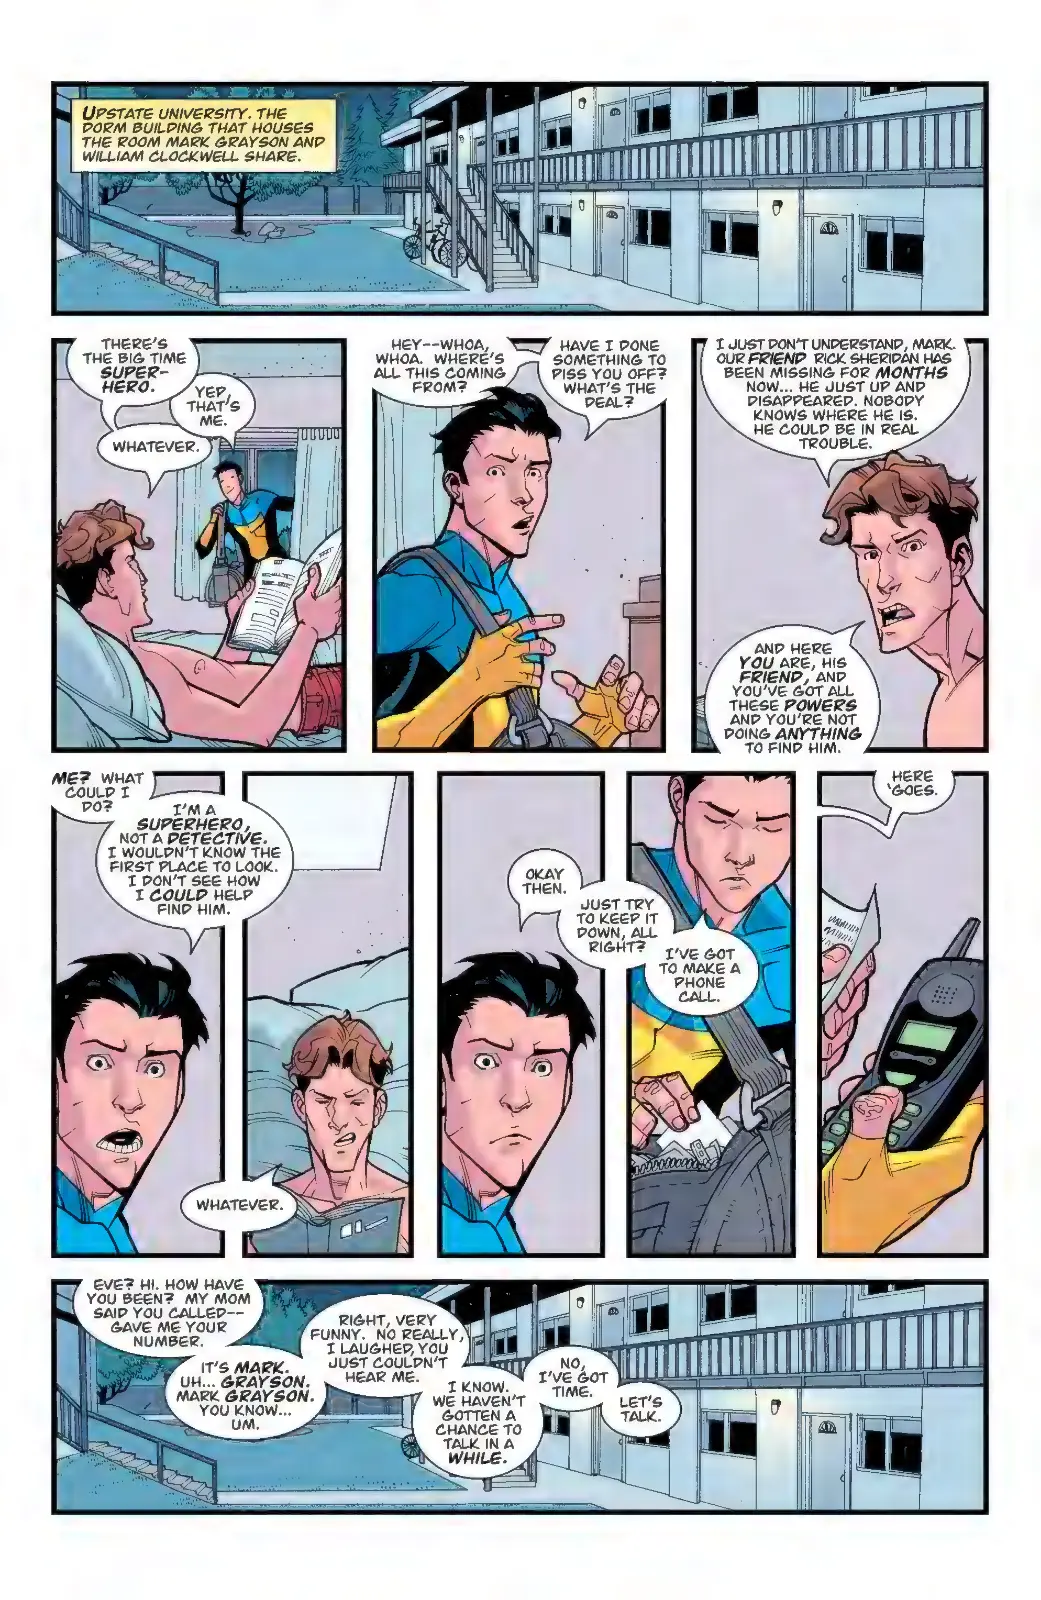 UPSTATE UNIVERSITY. THE
DORM BUILDING THAT HOUSES
THE ROOM MARK GRAYSON AND
WILLIAM CLOCKWELL SHARE.
THERE'S
THE BIG TIME
SUPER-
HERO.
YEP,
THAT'S
ME.
WHATEVER.
HEY--WHOA,
WHOA. WHERE'S
ALL THIS COMING
FROM?
HAVE I DONE
SOMETHING TO
PISS YOU OFF?
WHAT'S THE
DEAL?
I JUST DON'T UNDERSTAND, MARK.
OUR FRIEND RICK SHERIDAN HAS
BEEN MISSING FOR MONTHS
NOW... HE JUST UP AND
DISAPPEARED. NOBODY
KNOWS WHERE HE IS.
HE COULD BE IN REAL
TROUBLE.
AND HERE
YOU ARE, HIS
FRIEND, AND
YOU'VE GOT ALL
THESE POWERS
AND YOU'RE NOT
DOING ANYTHING
TO FIND HIM.
ME? WHAT
COULD I
DO?
I'M A
SUPERHERO,
NOT A DETECTIVE.
I WOULDN'T KNOW THE
FIRST PLACE TO LOOK.
I DON'T SEE HOW
I COULD HELP
FIND HIM.
WHATEVER.
OKAY
THEN.
JUST TRY
TO KEEP IT
DOWN, ALL
RIGHT?
I'VE GOT
TO MAKE A
PHONE
CALL.
HERE
'GOES.
EVE? HI. HOW HAVE
YOU BEEN? MY MOM
SAID YOU CALLED--
GAVE ME YOUR
NUMBER.
IT'S MARK.
UH... GRAYSON.
MARK GRAYSON.
YOU KNOW...
UM.
RIGHT, VERY
FUNNY. NO REALLY,
I LAUGHED, YOU
JUST COULDN'T
HEAR ME.
I KNOW.
WE HAVEN'T
GOTTEN A
CHANCE TO
TALK IN A
WHILE.
NO,
I'VE GOT
TIME.
LET'S
TALK.